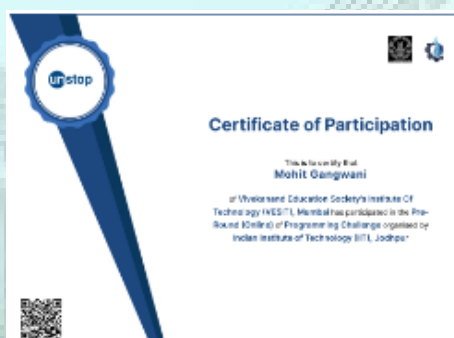 unstop
Certificate of Participation
This is to certify that
Mohit Gangwani
of Vivekanand Education Society's Institute Of
Technology (VESIT), Mumbai has participated in the Pre-
Round (Online) of Programming Challenge organised by
Indian Institute of Technology (IIT), Jodhpur